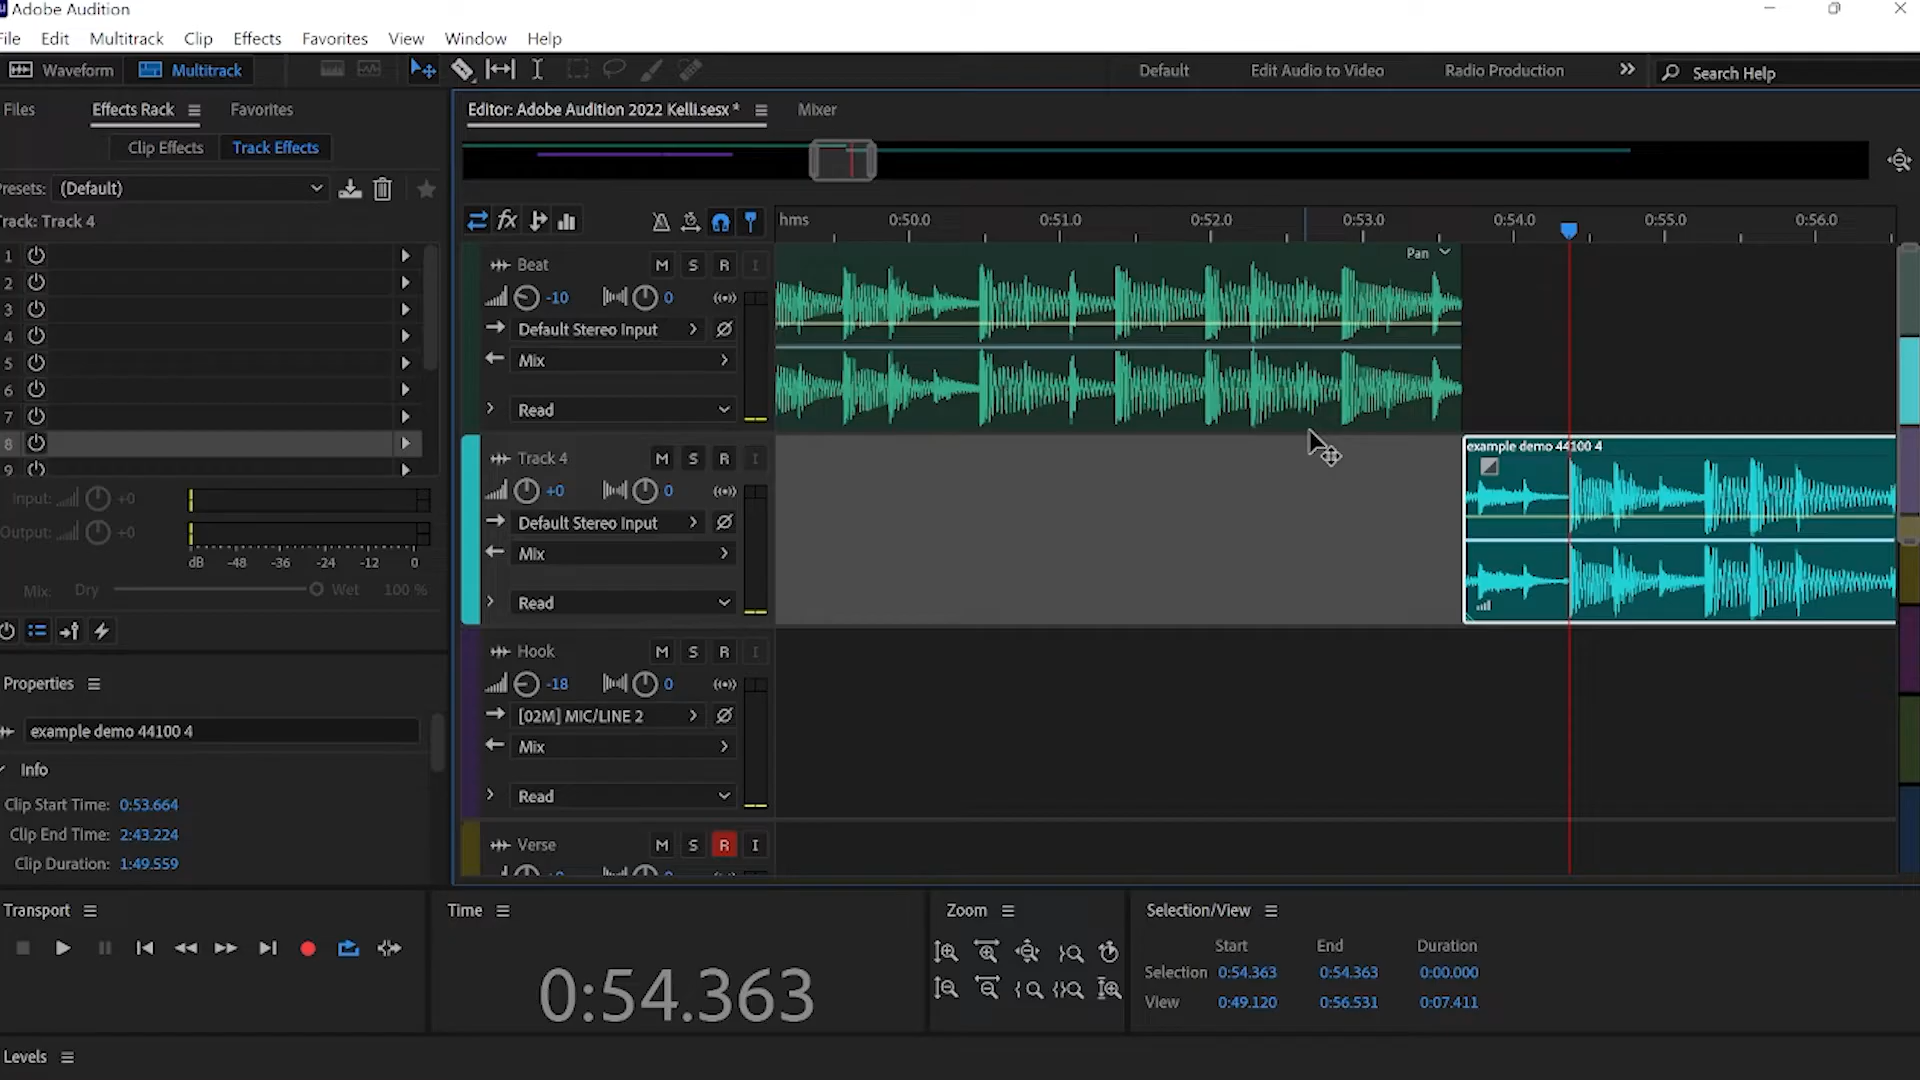 Adobe Audition
File Edit Multitrack Clip Effects Favorites View Window Help
Waveform Multitrack Default Edit Audio to Video Radio Production >> Search Help
Files Effects Rack Favorites
Editor: Adobe Audition 2022 Kelli.sesx * Mixer
Clip Effects Track Effects
Presets: (Default)
Track: Track 4
fx hms 0:50.0 0:51.0 0:52.0 0:53.0 0:54.0 0:55.0 0:56.0
1
2
3
4
5
6
7
8
9
Input: +0
Output: +0
dB -48 -36 -24 -12 0
Mix: Dry Wet 100 %
Beat M S R I
-10 0
Default Stereo Input
Mix
Read
Pan
Track 4 M S R I
+0 0
Default Stereo Input
Mix
Read
example demo 44100 4
Hook M S R I
-18 0
[02M] MIC/LINE 2
Mix
Read
Verse M S R I
Properties
example demo 44100 4
Info
Clip Start Time: 0:53.664
Clip End Time: 2:43.224
Clip Duration: 1:49.559
Transport
Time
0:54.363
Zoom
Selection/View
Start End Duration
Selection 0:54.363 0:54.363 0:00.000
View 0:49.120 0:56.531 0:07.411
Levels